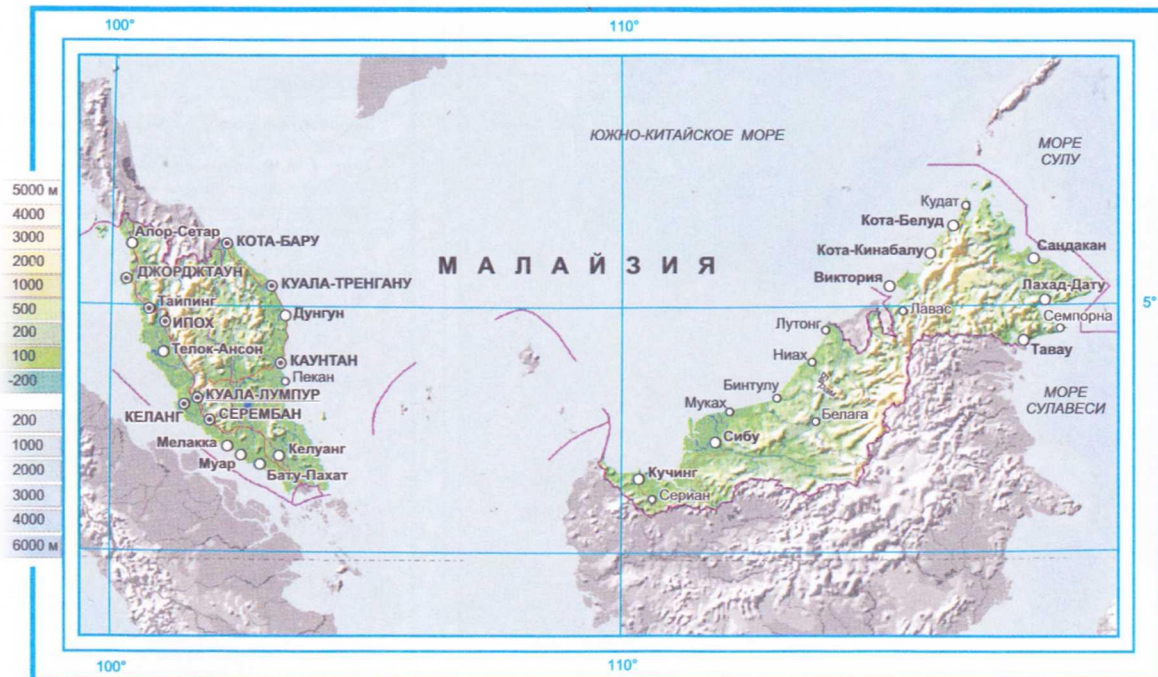 100°
110°
ЮЖНО-КИТАЙСКОЕ МОРЕ
МОРЕ
СУЛУ
5000 м
4000
3000
2000
1000
500
200
100
-200
200
1000
2000
3000
4000
6000 м
МАЛАЙЗИЯ
Алор-Сетар
КОТА-БАРУ
ДЖОРДЖТАУН
КУАЛА-ТРЕНГАНУ
Тайпинг
Дунгун
ИПОХ
Телок-Ансон
КАУНТАН
Пекан
КУАЛА-ЛУМПУР
КЕЛАНГ
СЕРЕМБАН
Мелакка
Келуанг
Муар
Бату-Пахат
Кудат
Кота-Белуд
Кота-Кинабалу
Сандакан
Виктория
Лахад-Дату
5°
Лавас
Семпорна
Лутонг
Тавау
Ниах
МОРЕ
СУЛАВЕСИ
Бинтулу
Муках
Белага
Сибу
Кучинг
Сериан
100°
110°